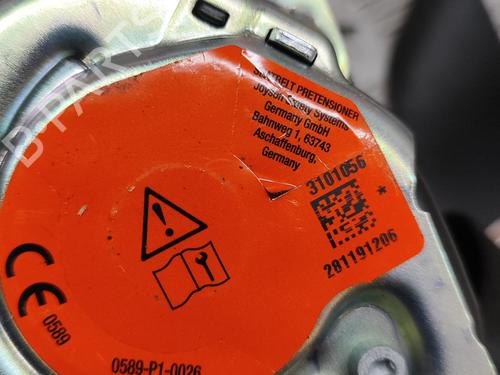 SEATBELT PRETENSIONER
Joyson Safety Systems
Germany GmbH
Bahnweg 1, 63743
Aschaffenburg,
Germany
3101056
*
281191206
CE
0589
0589-P1-0026
B PARTS